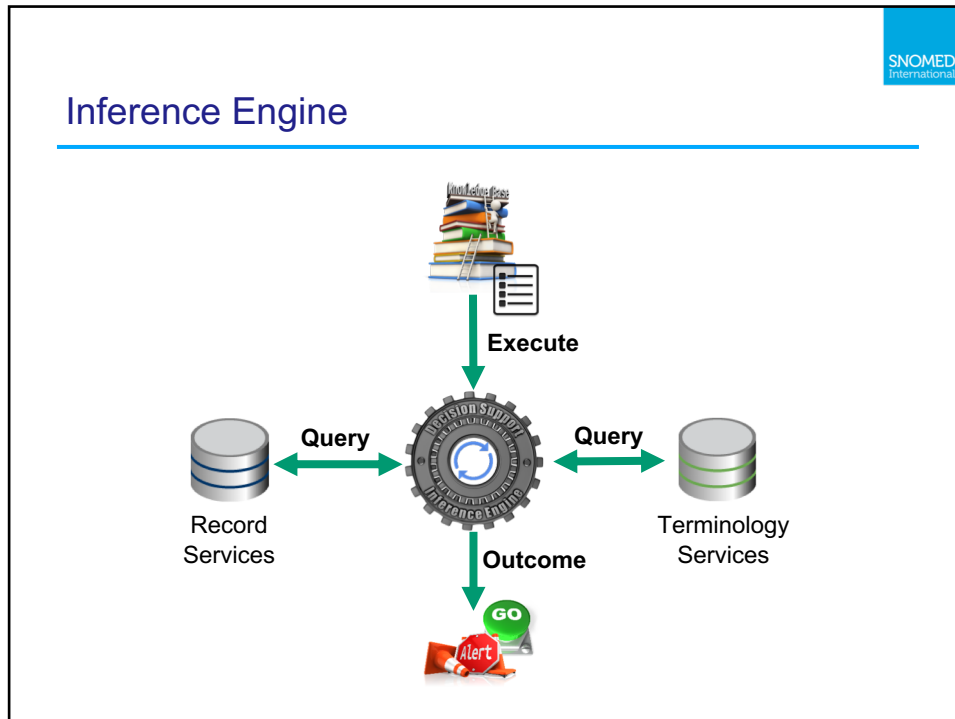 SNOMED
International
Inference Engine
Knowledge Base
Execute
Query
Query
Decision Support
Inference Engine
Record
Services
Terminology
Services
Outcome
GO
Alert